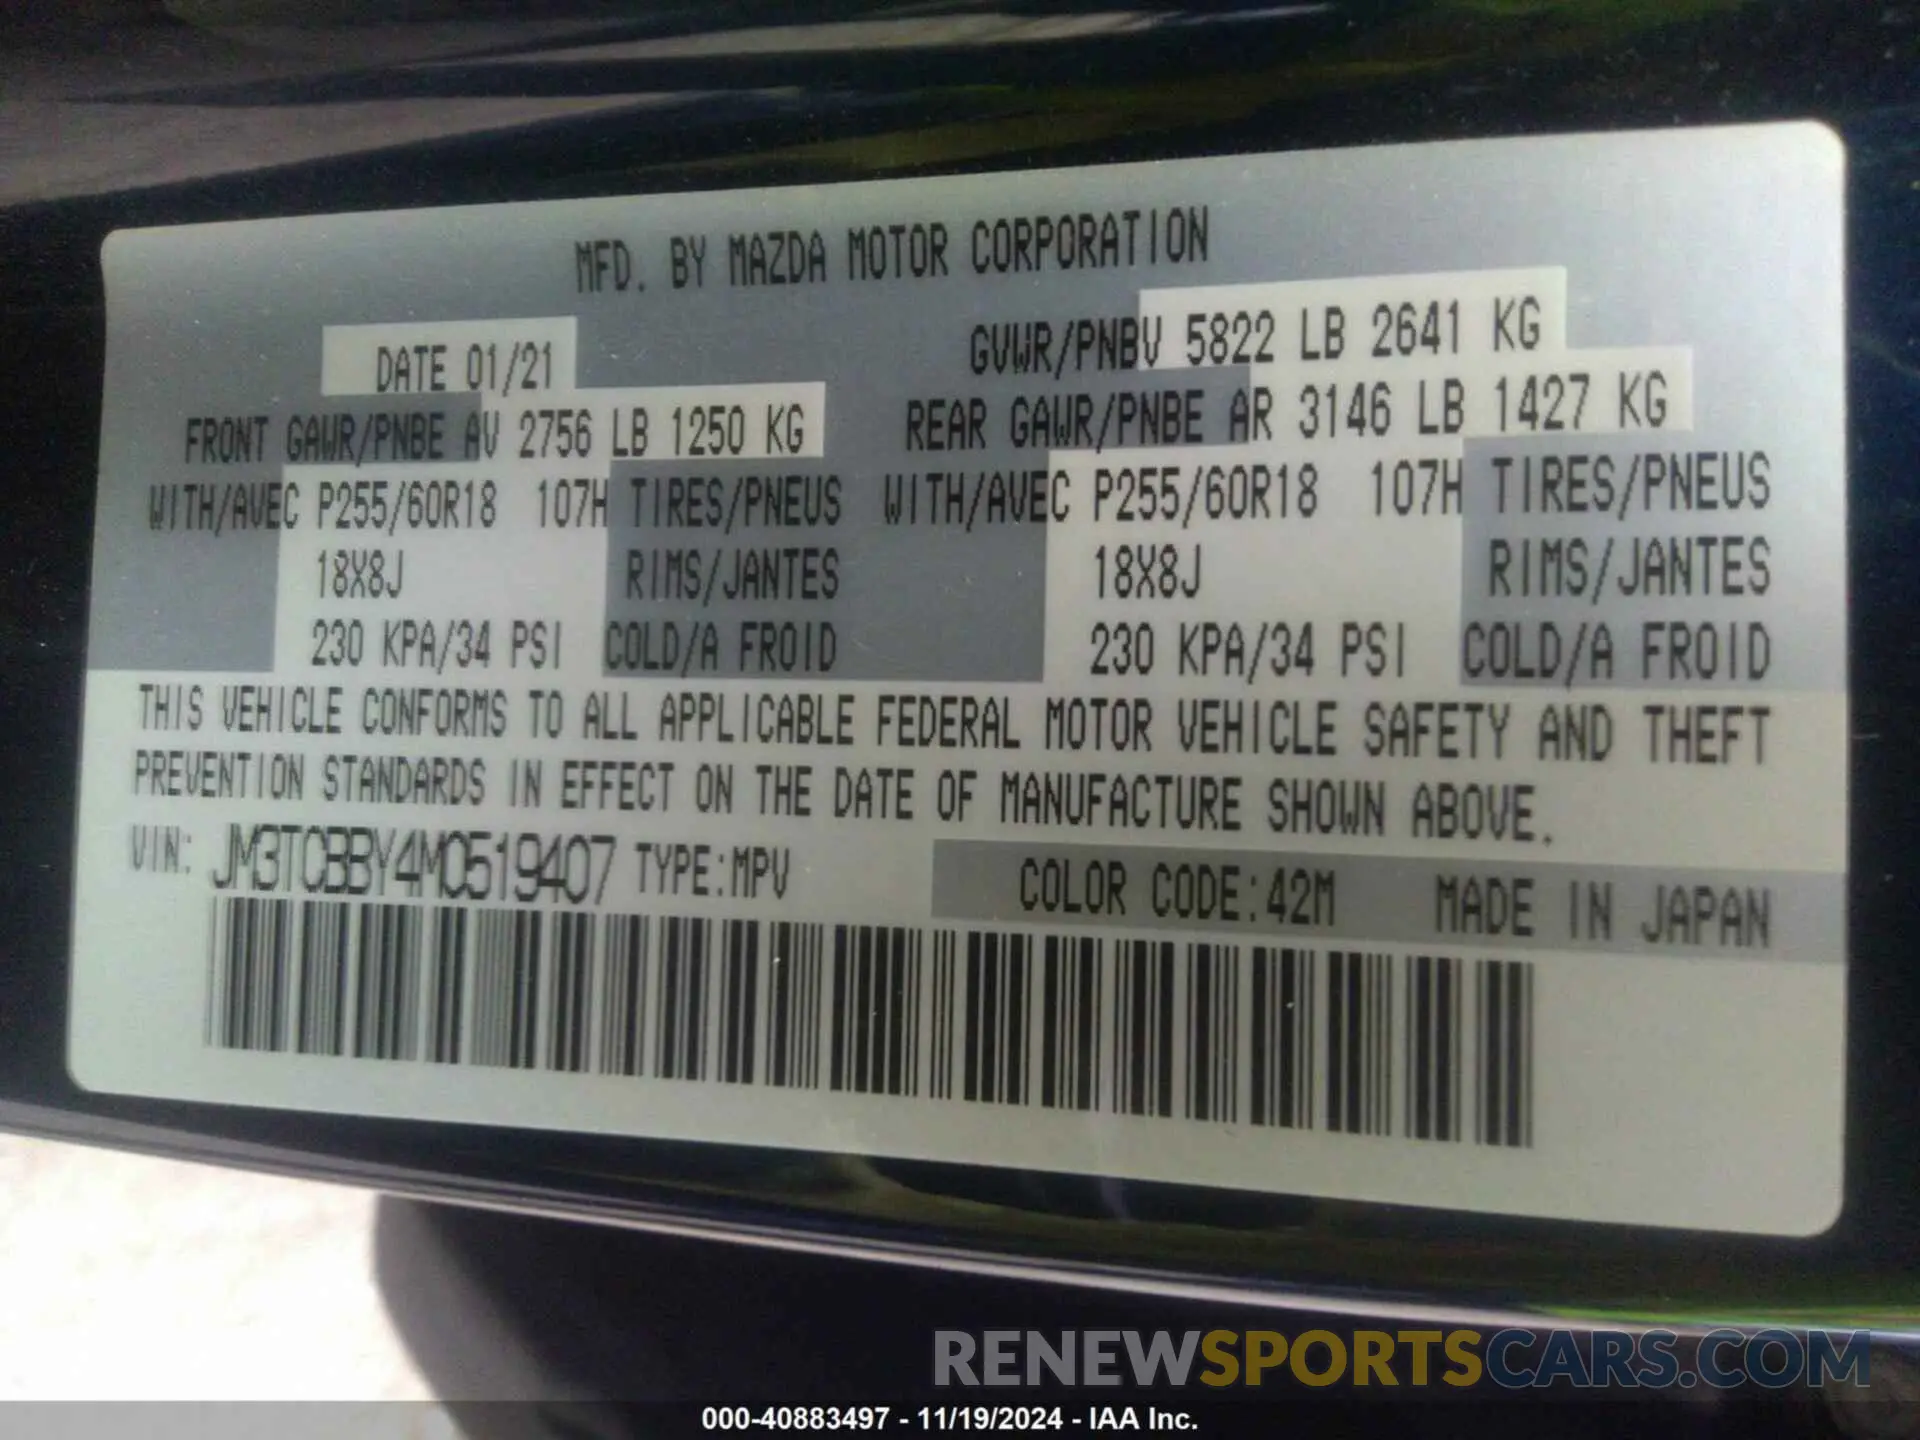 MFD. BY MAZDA MOTOR CORPORATION
DATE 01/21 GVWR/PNBV 5822 LB 2641 KG
FRONT GAWR/PNBE AV 2756 LB 1250 KG REAR GAWR/PNBE AR 3146 LB 1427 KG
WITH/AVEC P255/60R18 107H TIRES/PNEUS WITH/AVEC P255/60R18 107H TIRES/PNEUS
18X8J RIMS/JANTES 18X8J RIMS/JANTES
230 KPA/34 PSI COLD/A FROID 230 KPA/34 PSI COLD/A FROID
THIS VEHICLE CONFORMS TO ALL APPLICABLE FEDERAL MOTOR VEHICLE SAFETY AND THEFT
PREVENTION STANDARDS IN EFFECT ON THE DATE OF MANUFACTURE SHOWN ABOVE.
VIN: JM3TCBBY4M0519407 TYPE:MPV COLOR CODE:42M MADE IN JAPAN
RENEWSPORTSCARS.COM
000-40883497 - 11/19/2024 - IAA Inc.